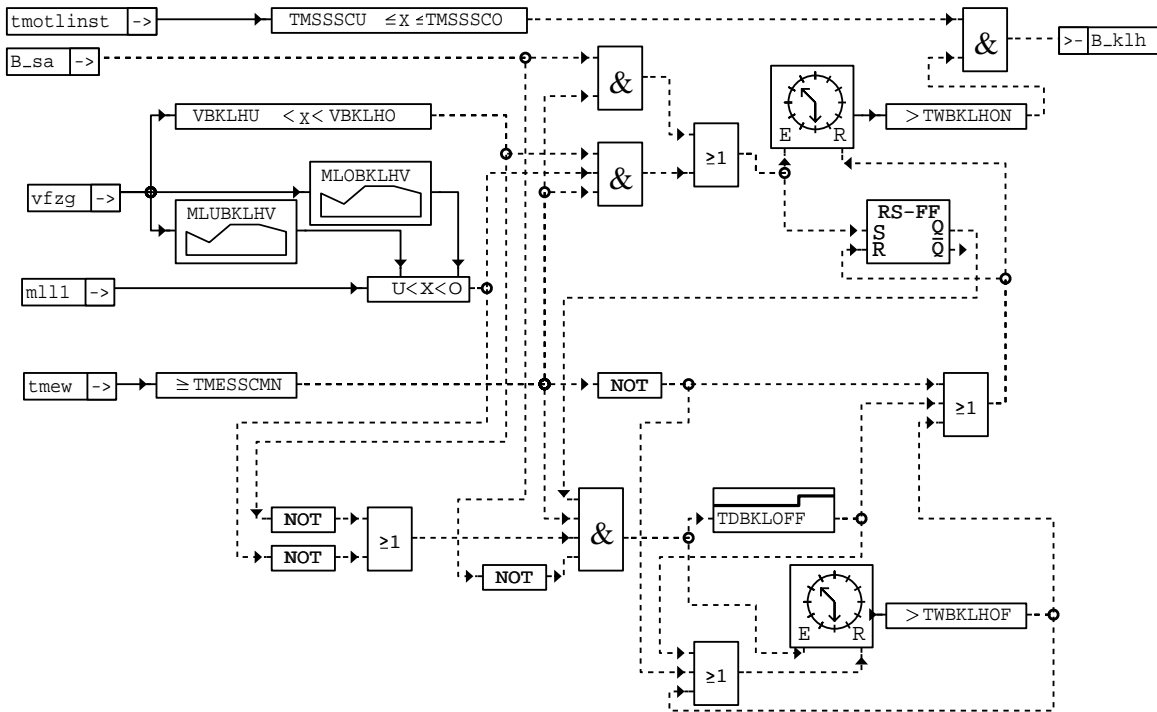 tmotlinst ->
TMSSSCU ≤x≤TMSSSCO
&
>- B_klh
B_sa ->
&
VBKLHU <x< VBKLHO
E R
>TWBKLHON
≥1
&
MLOBKLHV
vfzg ->
MLUBKLHV
RS-FF
S Q
R Q̅
mll1 ->
U<X<O
tmew ->
≧TMESSCMN
NOT
≥1
NOT
≥1
&
TDBKLOFF
NOT
NOT
E R
>TWBKLHOF
≥1